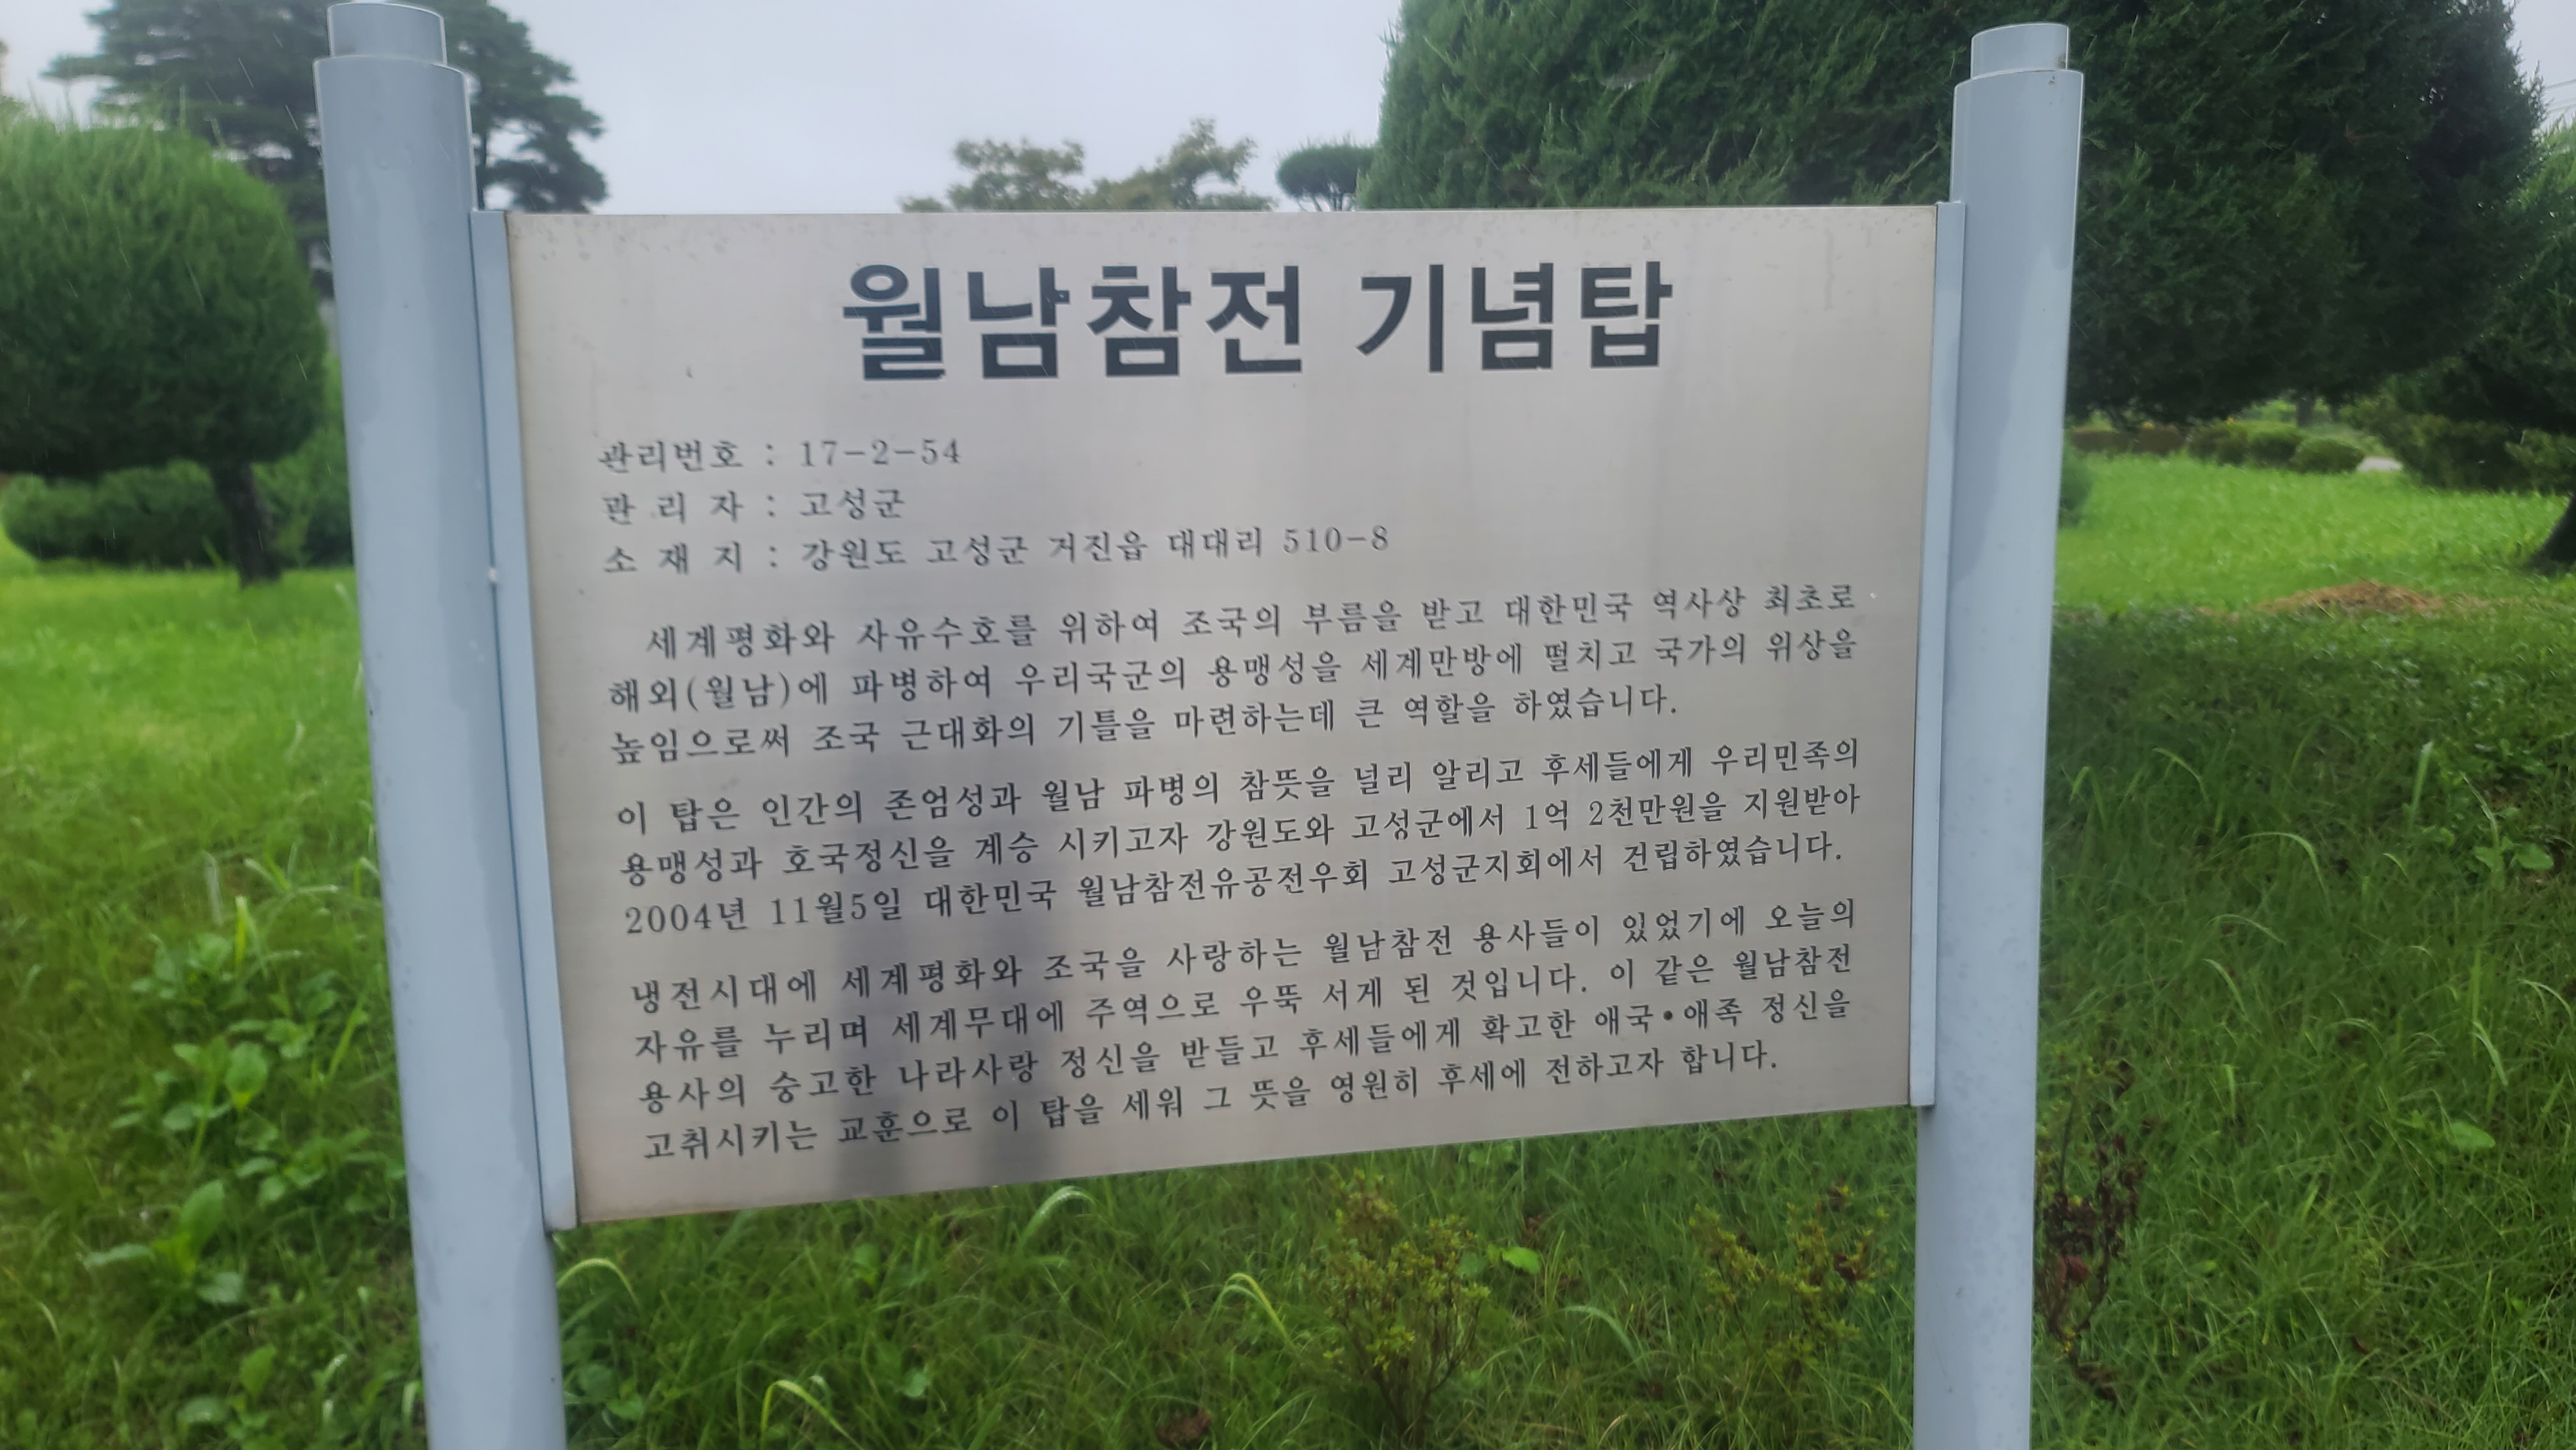 월남참전 기념탑
관리번호 : 17-2-54
관 리 자 : 고성군
소 재 지 : 강원도 고성군 거진읍 대대리 510-8
세계평화와 자유수호를 위하여 조국의 부름을 받고 대한민국 역사상 최초로
해외(월남)에 파병하여 우리국군의 용맹성을 세계만방에 떨치고 국가의 위상을
높임으로써 조국 근대화의 기틀을 마련하는데 큰 역할을 하였습니다.
이 탑은 인간의 존엄성과 월남 파병의 참뜻을 널리 알리고 후세들에게 우리민족의
용맹성과 호국정신을 계승 시키고자 강원도와 고성군에서 1억 2천만원을 지원받아
2004년 11월5일 대한민국 월남참전유공전우회 고성군지회에서 건립하였습니다.
냉전시대에 세계평화와 조국을 사랑하는 월남참전 용사들이 있었기에 오늘의
자유를 누리며 세계무대에 주역으로 우뚝 서게 된 것입니다. 이 같은 월남참전
용사의 숭고한 나라사랑 정신을 받들고 후세들에게 확고한 애국•애족 정신을
고취시키는 교훈으로 이 탑을 세워 그 뜻을 영원히 후세에 전하고자 합니다.